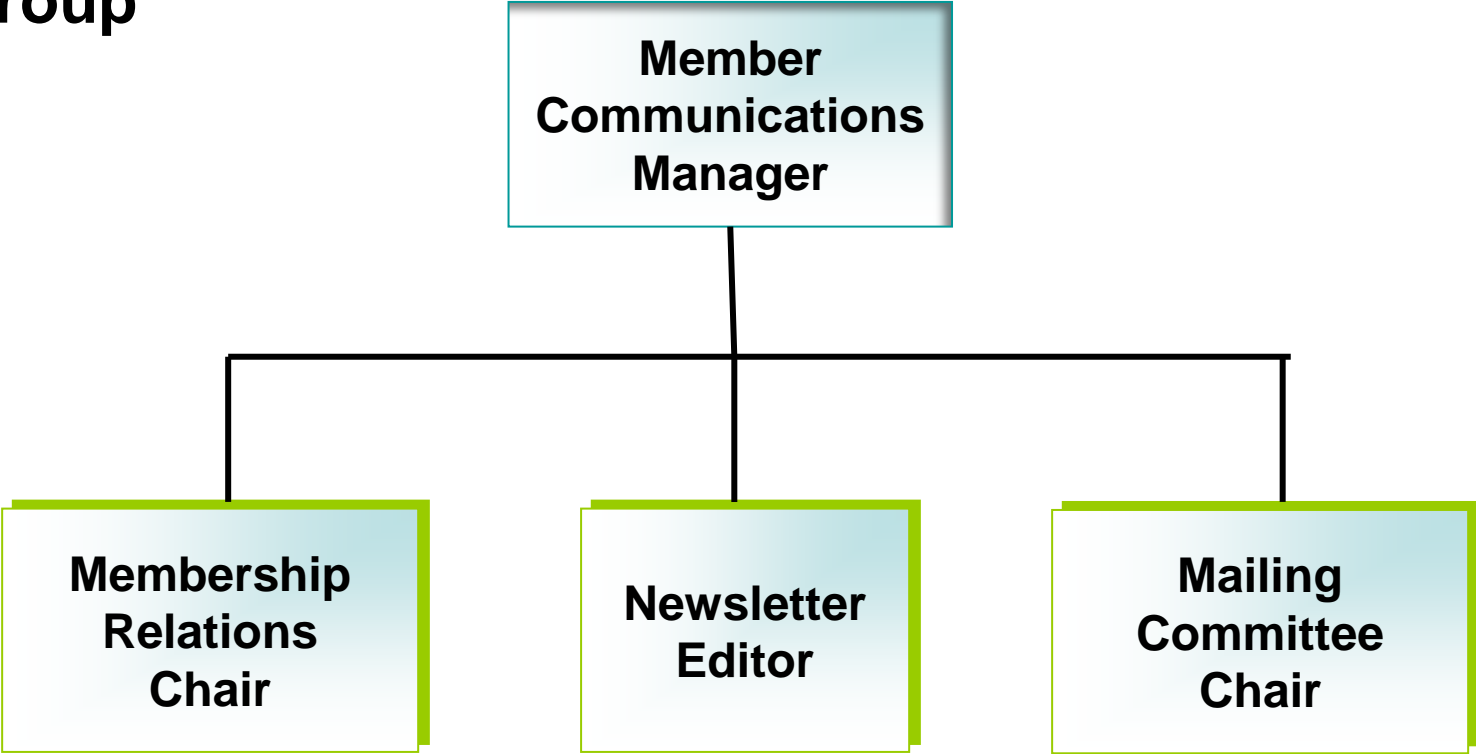 roup
Member
Communications
Manager
Membership
Relations
Chair
Newsletter
Editor
Mailing
Committee
Chair